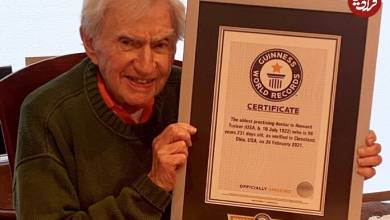 فرارو
GUINNESS
WORLD
RECORDS
CERTIFICATE
The oldest practising doctor is Howard
Tucker (USA, b. 10 July 1922) who is 98
years 231 days old, as verified in Cleveland,
Ohio, USA, on 26 February 2021.
OFFICIALLY AMAZING